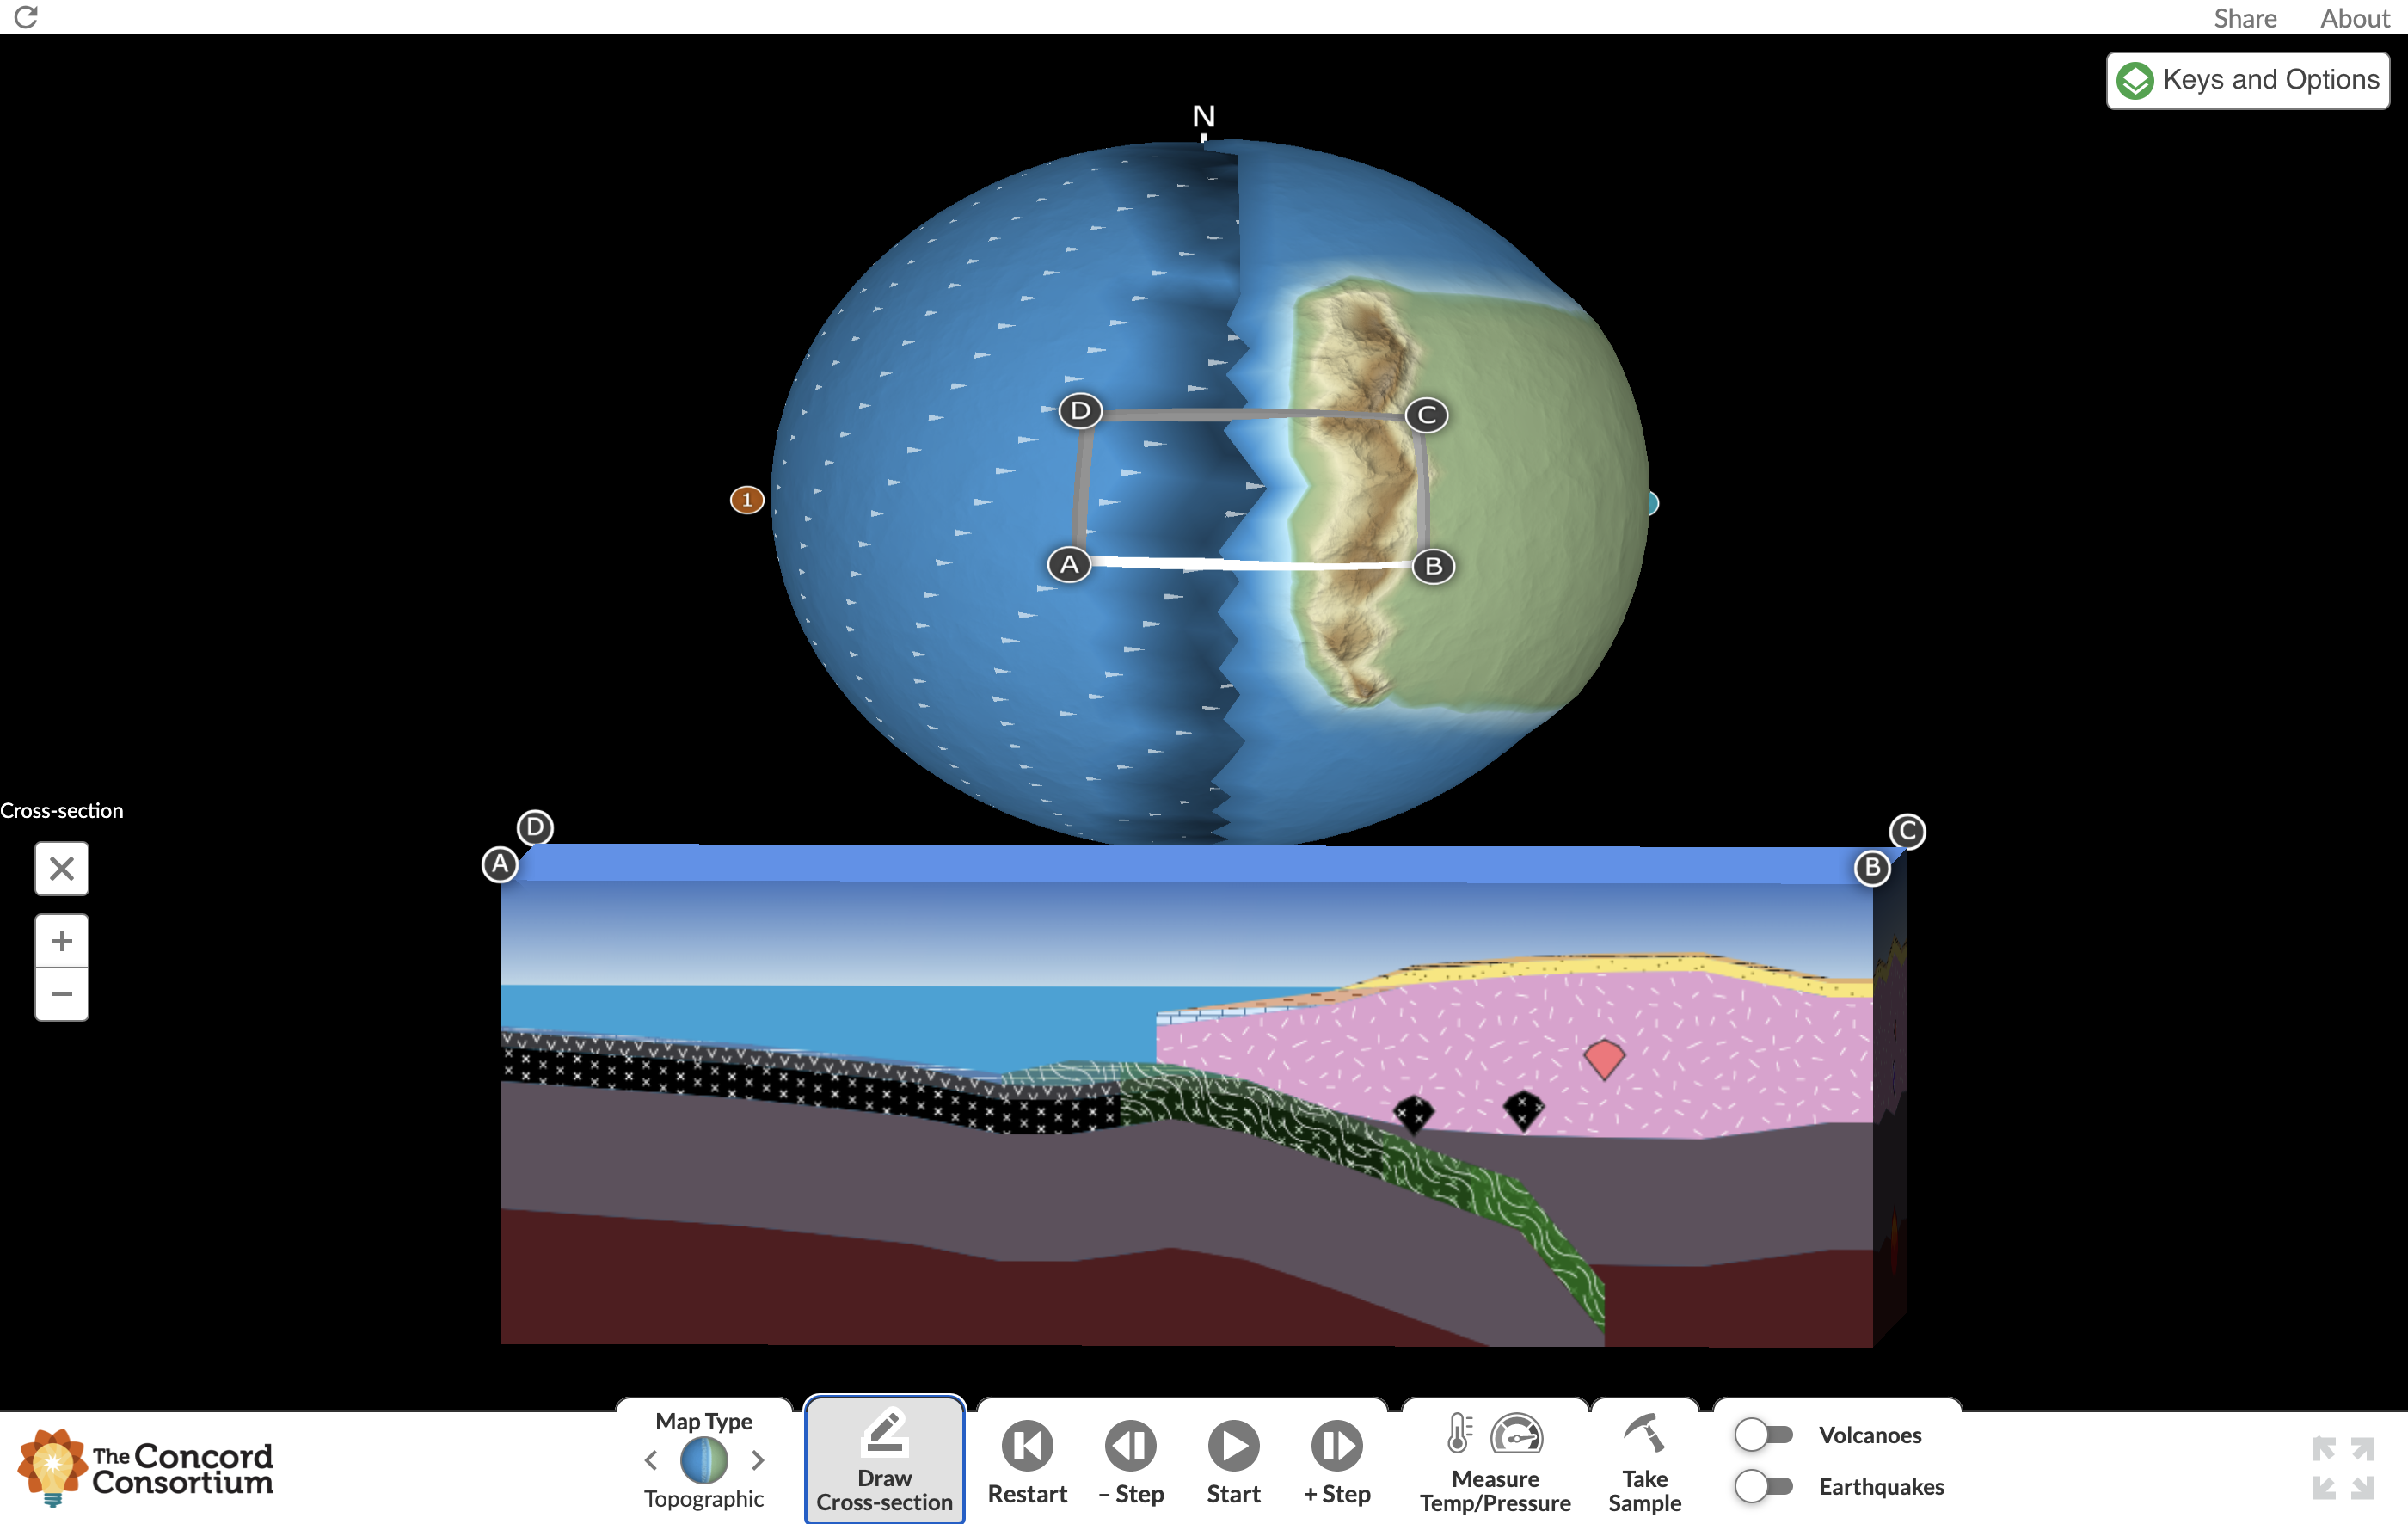 Share About
Keys and Options
N
D C
1
A B
Cross-section
D C
A B
Map Type
Topographic
Draw
Cross-section
Restart
– Step
Start
+ Step
Measure
Temp/Pressure
Take
Sample
Volcanoes
Earthquakes
The Concord
Consortium